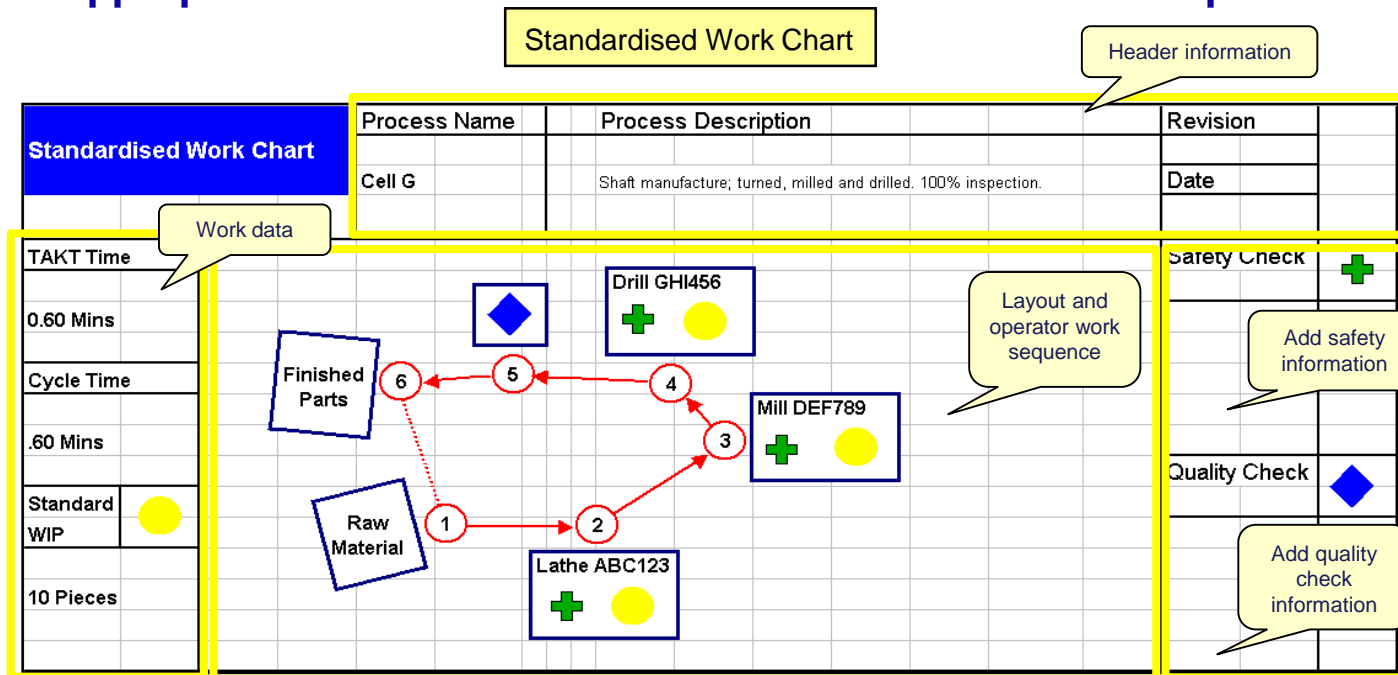 Standardised Work Chart
Header information
Process Name
Process Description
Revision
Standardised Work Chart
Cell G
Shaft manufacture; turned, milled and drilled. 100% inspection.
Date
Work data
TAKT Time
Safety Check
Drill GHI456
Layout and
operator work
sequence
0.60 Mins
Add safety
information
Finished
Parts
6
5
4
Cycle Time
Mill DEF789
3
.60 Mins
Quality Check
Standard
WIP
Raw
Material
1
2
Lathe ABC123
Add quality
check
information
10 Pieces